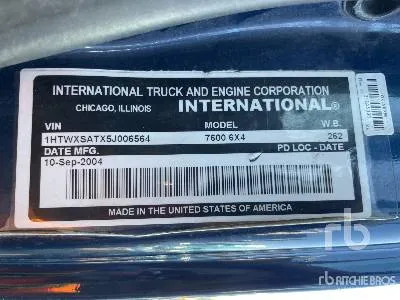 INTERNATIONAL TRUCK AND ENGINE CORPORATION
CHICAGO, ILLINOIS INTERNATIONAL®
VIN MODEL W.B.
1HTWXSATX5J006564 7600 6X4 262
DATE MFG. PD LOC - DATE
10-Sep-2004
MADE IN THE UNITED STATES OF AMERICA
rb
rb RITCHIE BROS